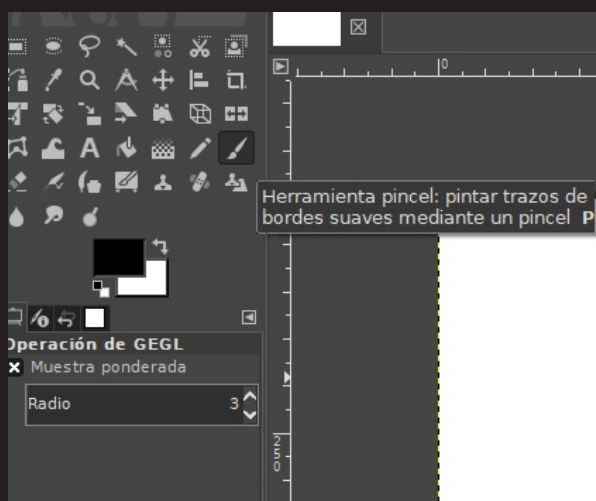 0
Herramienta pincel: pintar trazos de
bordes suaves mediante un pincel P
Operación de GEGL
Muestra ponderada
Radio 3
250